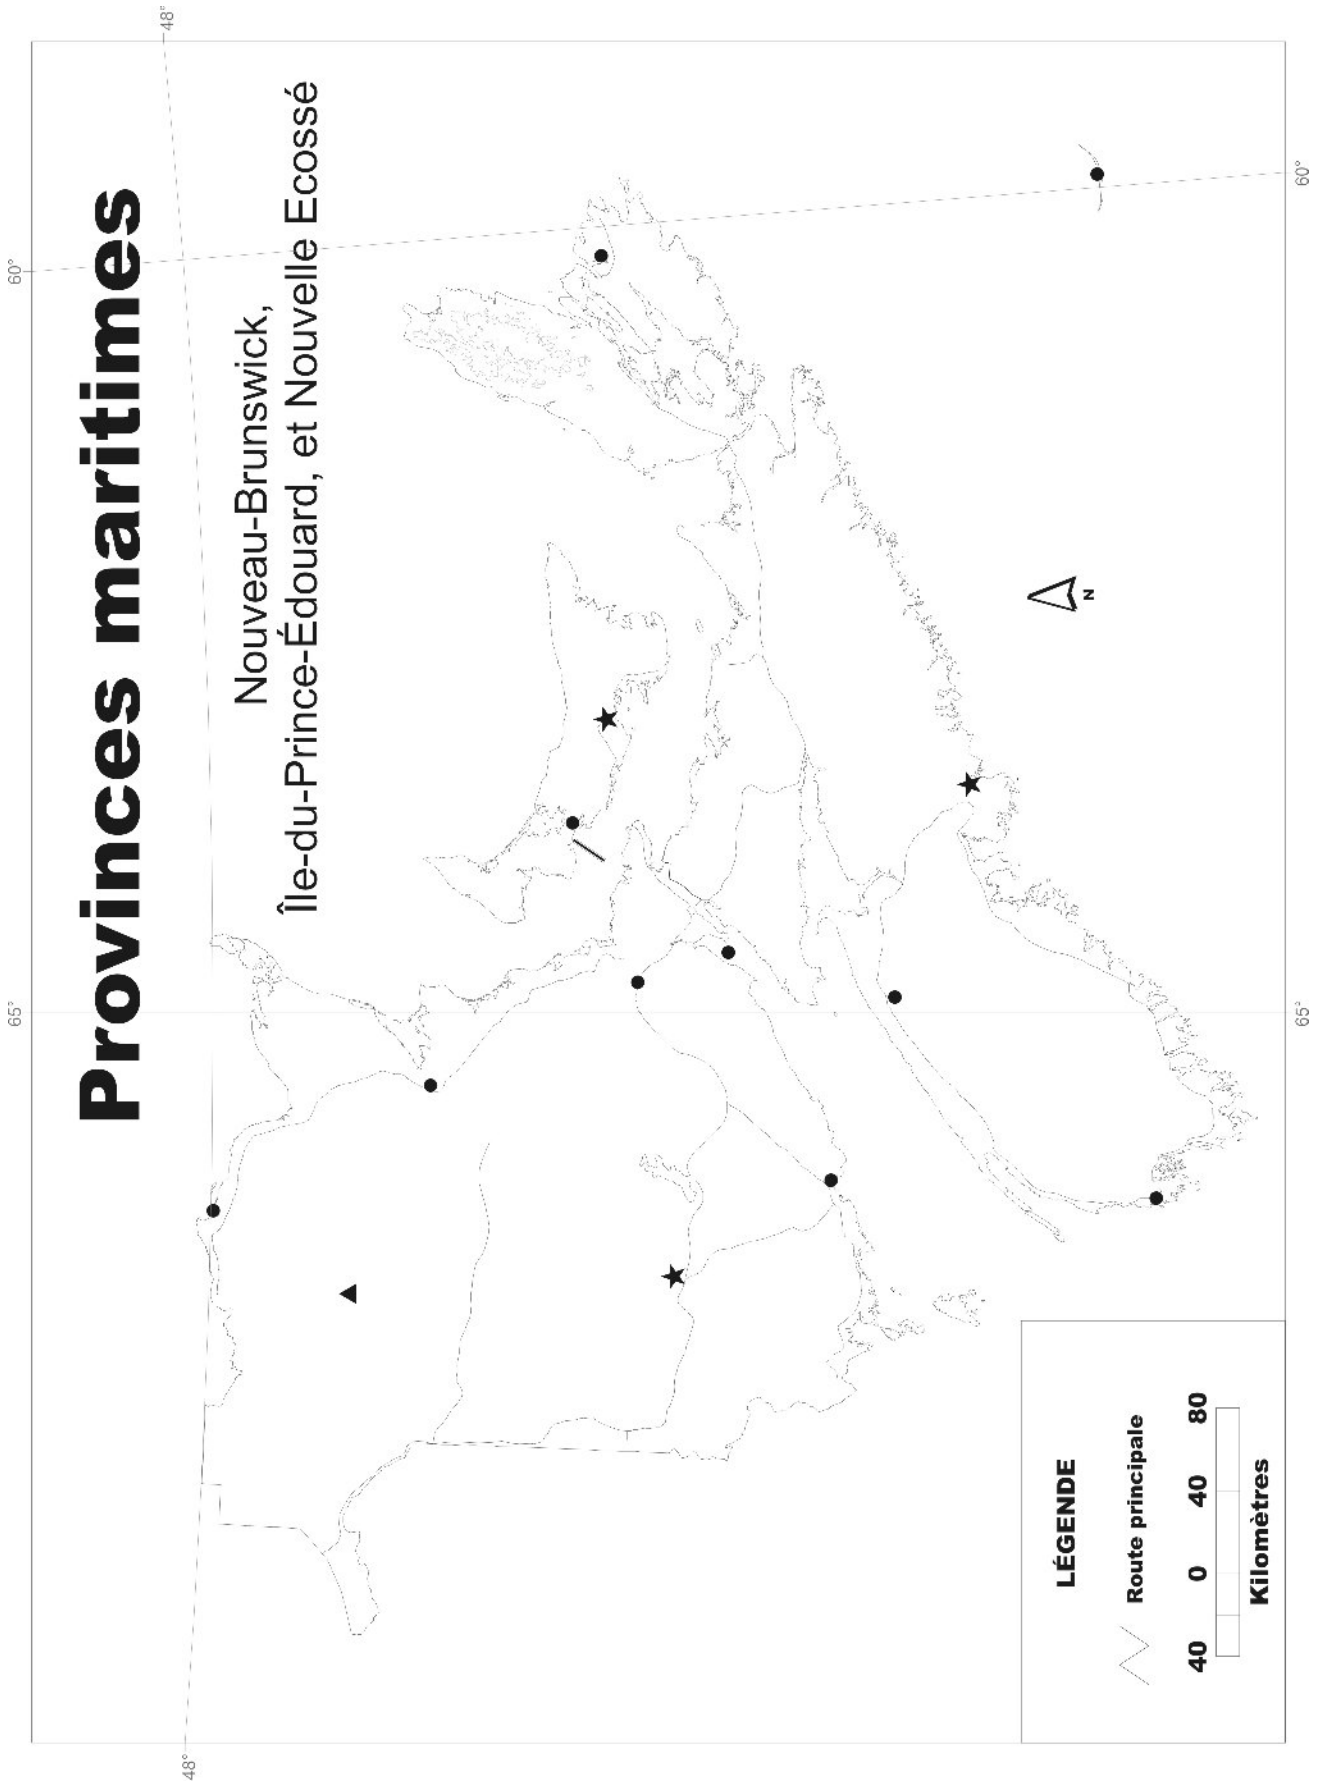 Provinces maritimes
Nouveau-Brunswick,
Île-du-Prince-Édouard, et Nouvelle Ecossé
48°
60°
65°
48°
60°
65°
N
LÉGENDE
Route principale
40 0 40 80
Kilomètres